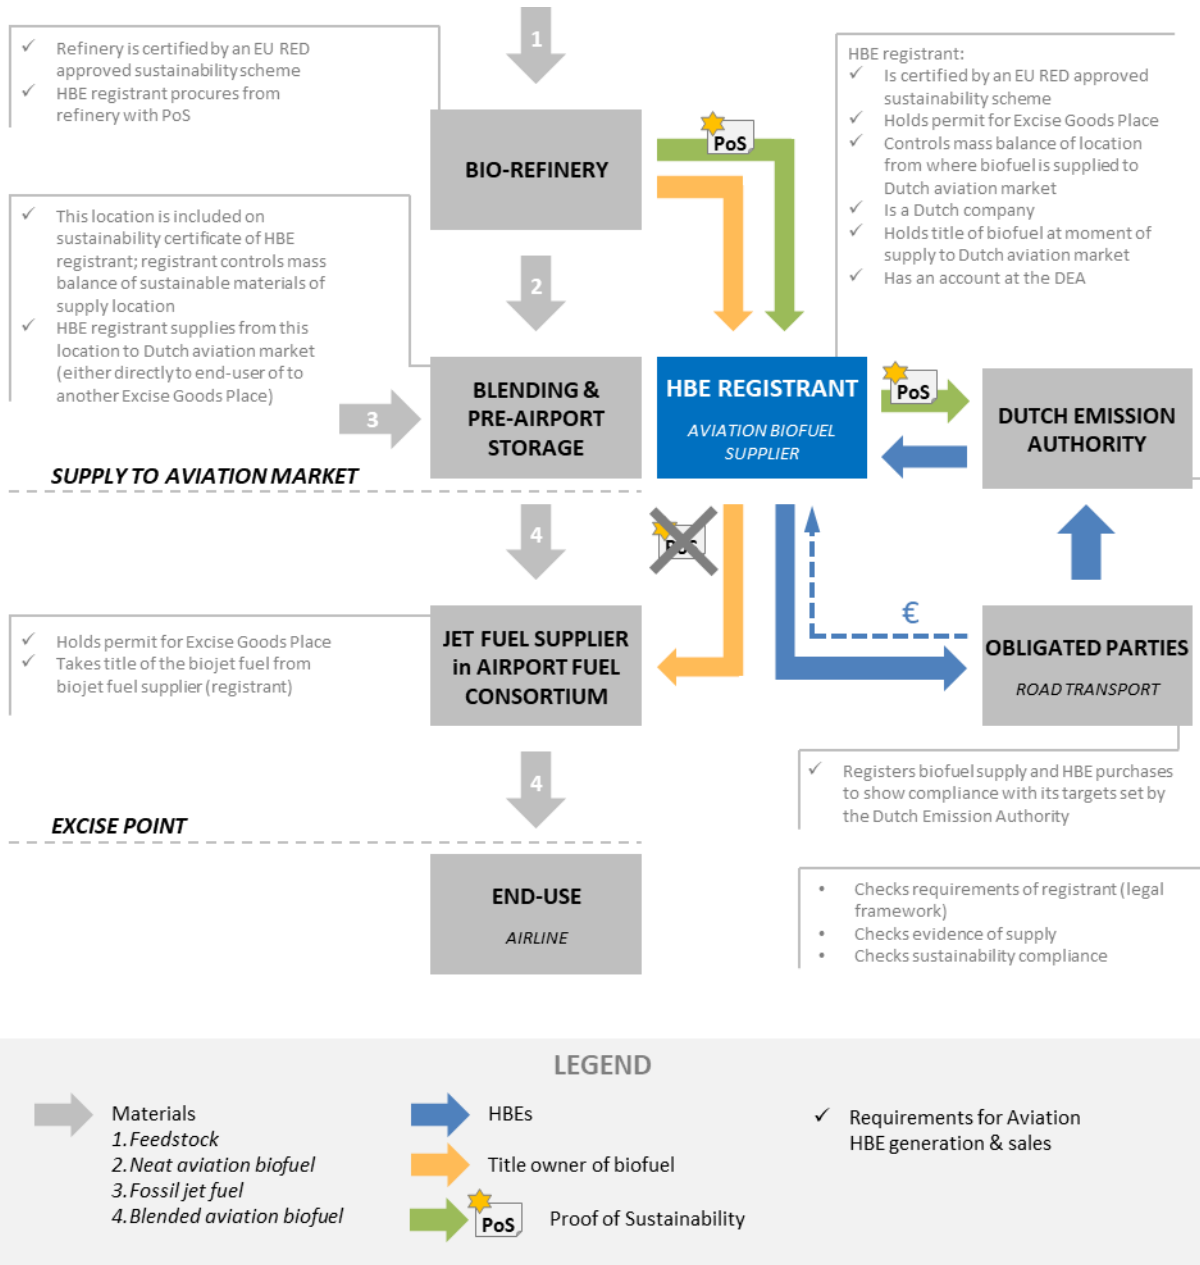 1
✓ Refinery is certified by an EU RED
approved sustainability scheme
✓ HBE registrant procures from
refinery with PoS
HBE registrant:
✓ Is certified by an EU RED approved
sustainability scheme
✓ Holds permit for Excise Goods Place
✓ Controls mass balance of location
from where biofuel is supplied to
Dutch aviation market
✓ Is a Dutch company
✓ Holds title of biofuel at moment of
supply to Dutch aviation market
✓ Has an account at the DEA
BIO-REFINERY
PoS
✓ This location is included on
sustainability certificate of HBE
registrant; registrant controls mass
balance of sustainable materials of
supply location
✓ HBE registrant supplies from this
location to Dutch aviation market
(either directly to end-user of to
another Excise Goods Place)
2
3
BLENDING &
PRE-AIRPORT
STORAGE
HBE REGISTRANT
AVIATION BIOFUEL
SUPPLIER
PoS
DUTCH EMISSION
AUTHORITY
SUPPLY TO AVIATION MARKET
4
PoS
€
✓ Holds permit for Excise Goods Place
✓ Takes title of the biojet fuel from
biojet fuel supplier (registrant)
JET FUEL SUPPLIER
in AIRPORT FUEL
CONSORTIUM
OBLIGATED PARTIES
ROAD TRANSPORT
4
✓ Registers biofuel supply and HBE purchases
to show compliance with its targets set by
the Dutch Emission Authority
EXCISE POINT
END-USE
AIRLINE
• Checks requirements of registrant (legal
framework)
• Checks evidence of supply
• Checks sustainability compliance
LEGEND
Materials
1.Feedstock
2.Neat aviation biofuel
3.Fossil jet fuel
4.Blended aviation biofuel
HBEs
Title owner of biofuel
PoS
Proof of Sustainability
✓ Requirements for Aviation
HBE generation & sales